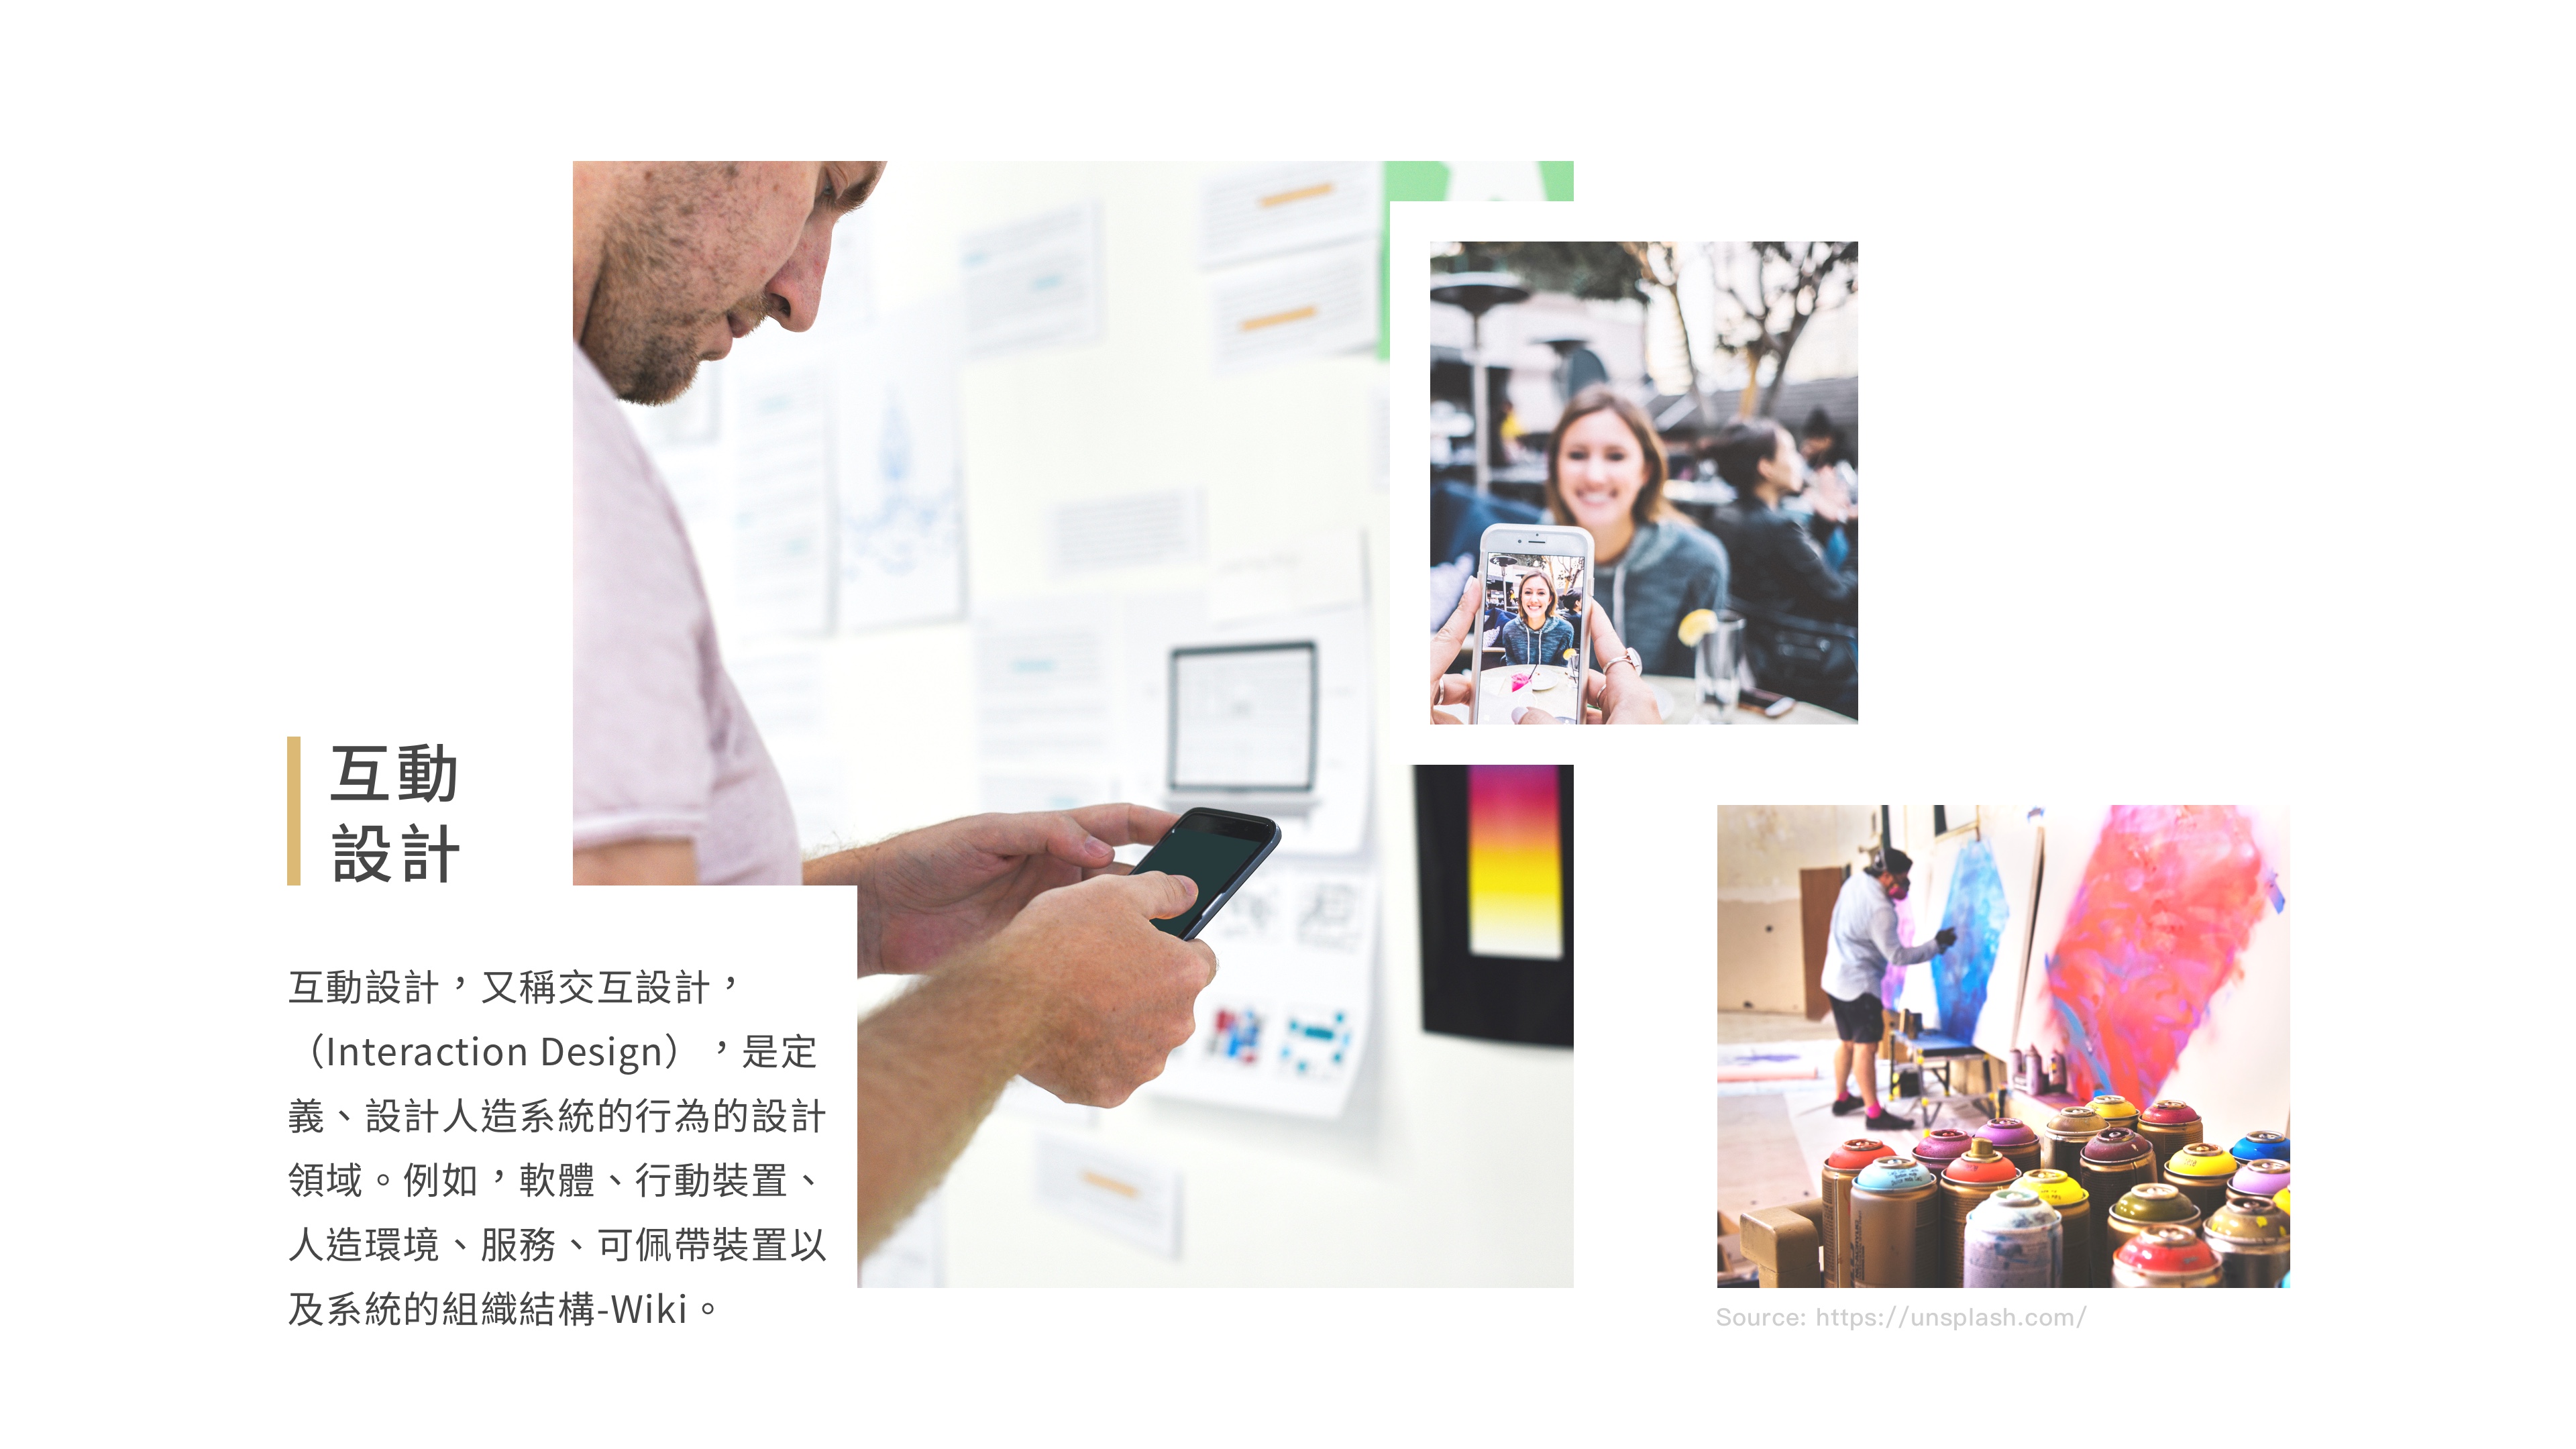 互動
設計
互動設計，又稱交互設計，
（Interaction Design），是定
義、設計人造系統的行為的設計
領域。例如，軟體、行動裝置、
人造環境、服務、可佩帶裝置以
及系統的組織結構-Wiki。
Source: https://unsplash.com/